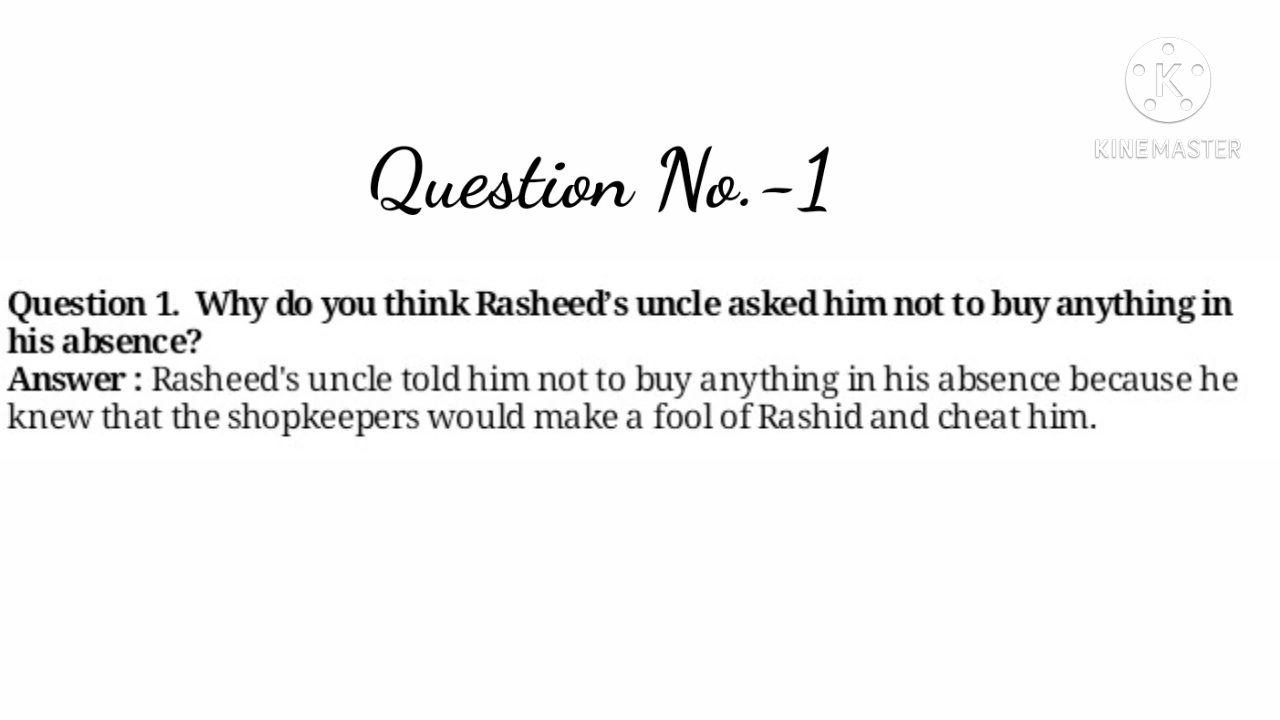 KINEMASTER
Question No.-1
Question 1. Why do you think Rasheed’s uncle asked him not to buy anything in
his absence?
Answer : Rasheed's uncle told him not to buy anything in his absence because he
knew that the shopkeepers would make a fool of Rashid and cheat him.